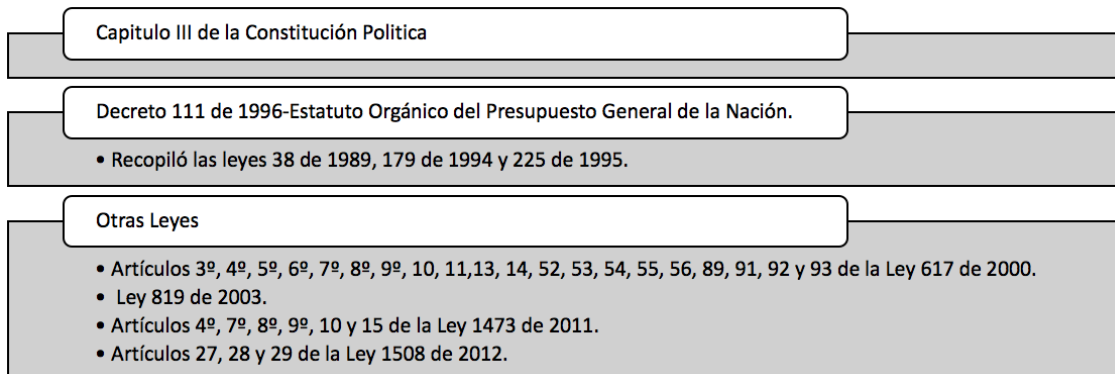 Capitulo III de la Constitución Politica
Decreto 111 de 1996-Estatuto Orgánico del Presupuesto General de la Nación.
• Recopiló las leyes 38 de 1989, 179 de 1994 y 225 de 1995.
Otras Leyes
• Artículos 3º, 4º, 5º, 6º, 7º, 8º, 9º, 10, 11,13, 14, 52, 53, 54, 55, 56, 89, 91, 92 y 93 de la Ley 617 de 2000.
• Ley 819 de 2003.
• Artículos 4º, 7º, 8º, 9º, 10 y 15 de la Ley 1473 de 2011.
• Artículos 27, 28 y 29 de la Ley 1508 de 2012.